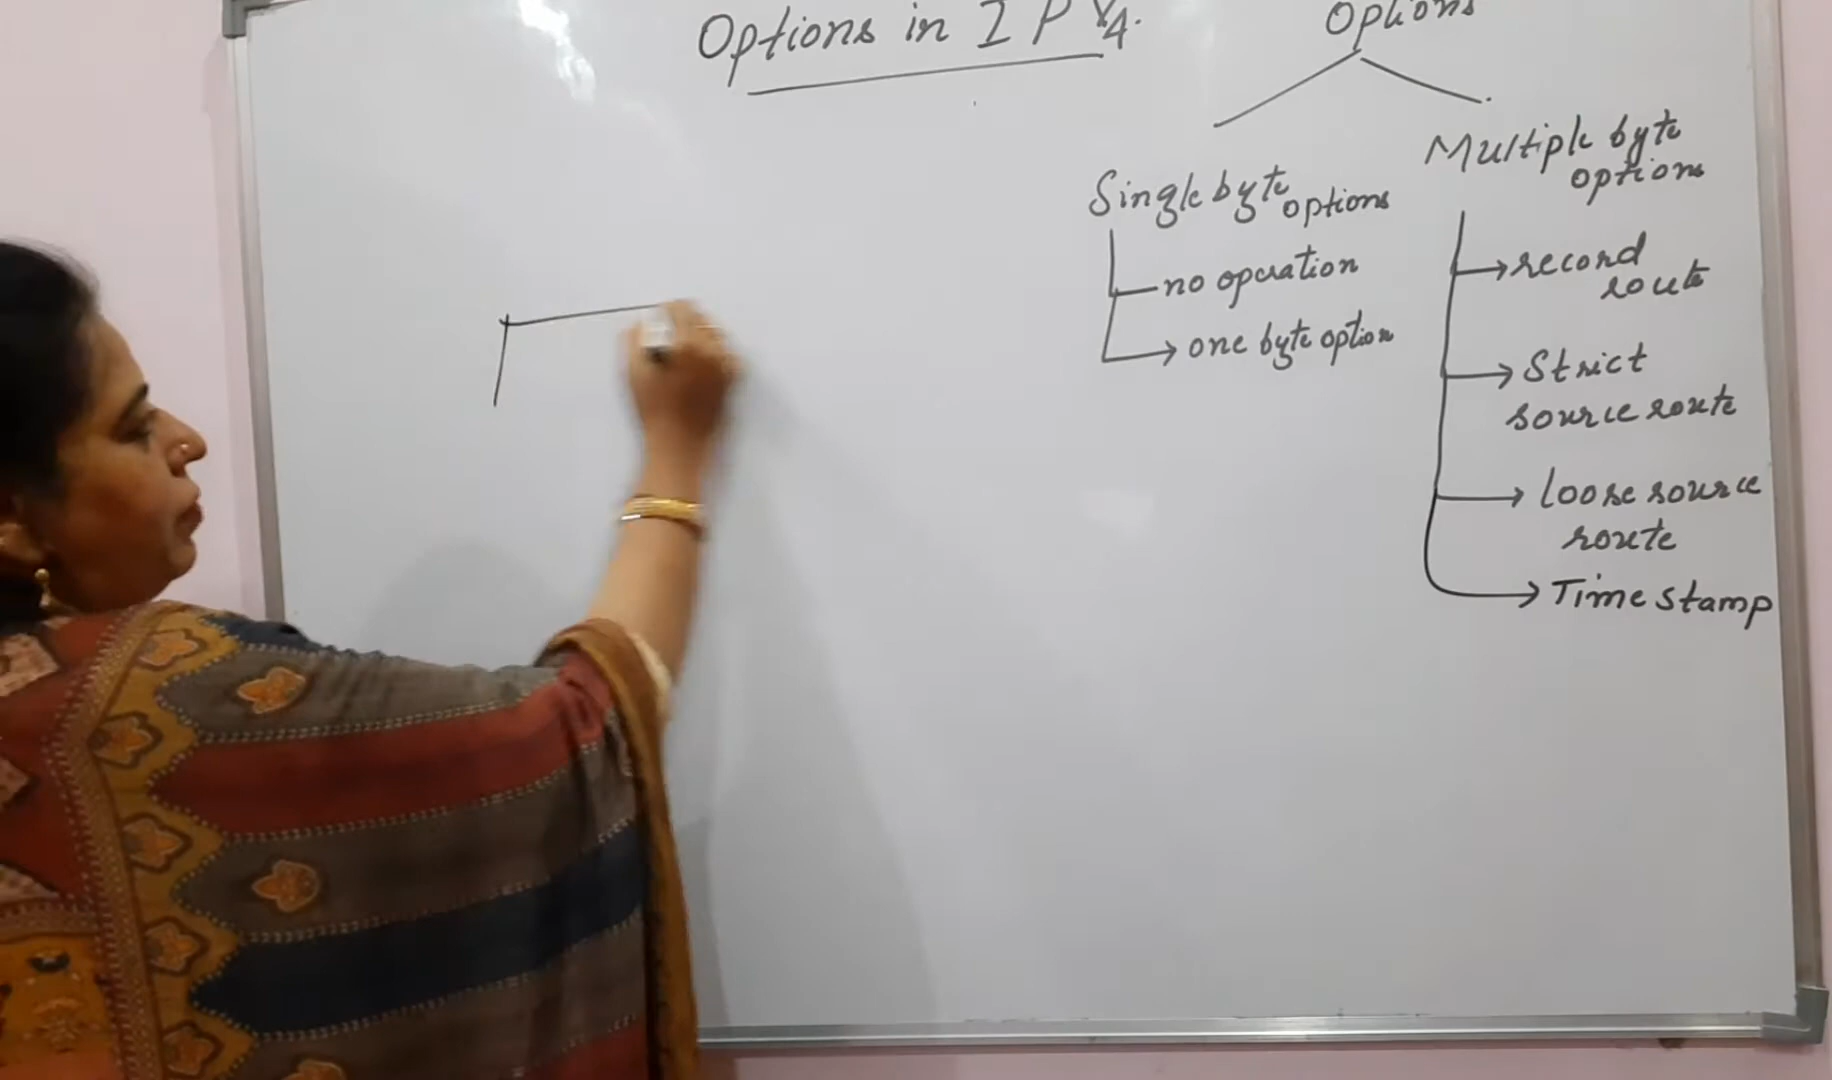 Options in IPV4.
Options
Single byte options
no operation
one byte option
Multiple byte
options
record
route
Strict
source route
loose source
route
Time stamp